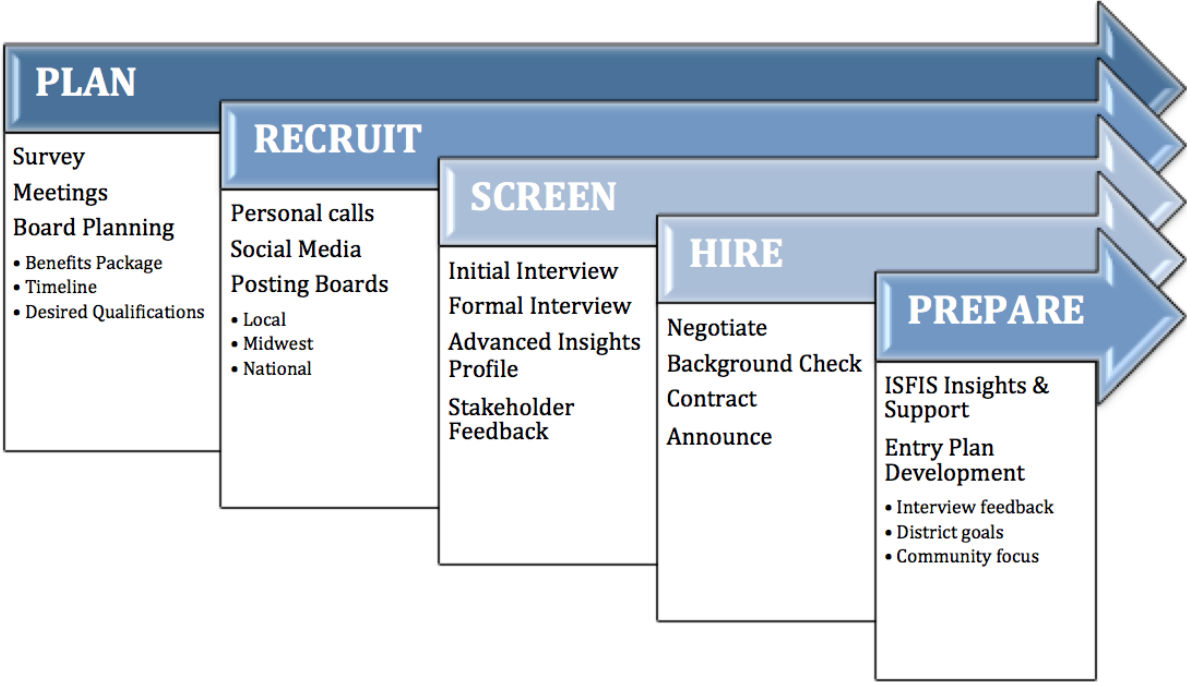 PLAN
Survey
Meetings
Board Planning
• Benefits Package
• Timeline
• Desired Qualifications
RECRUIT
Personal calls
Social Media
Posting Boards
• Local
• Midwest
• National
SCREEN
Initial Interview
Formal Interview
Advanced Insights
Profile
Stakeholder
Feedback
HIRE
Negotiate
Background Check
Contract
Announce
PREPARE
ISFIS Insights &
Support
Entry Plan
Development
• Interview feedback
• District goals
• Community focus